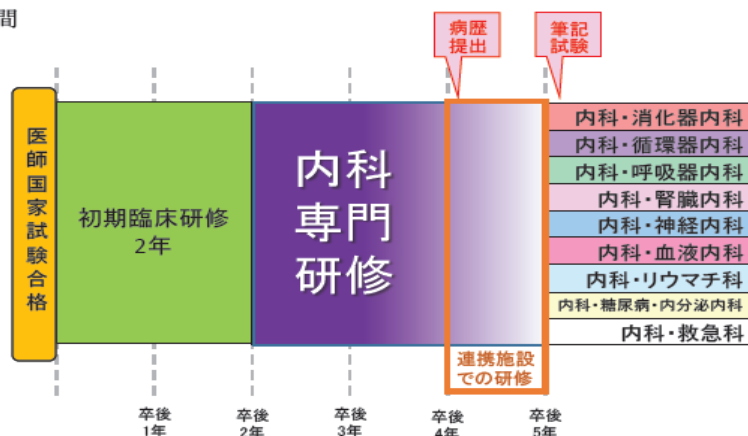 間
病歴
提出
筆記
試験
医師国家試験合格
初期臨床研修
2年
内科
専門
研修
内科・消化器内科
内科・循環器内科
内科・呼吸器内科
内科・腎臓内科
内科・神経内科
内科・血液内科
内科・リウマチ科
内科・糖尿病・内分泌内科
内科・救急科
連携施設
での研修
卒後
1年
卒後
2年
卒後
3年
卒後
4年
卒後
5年